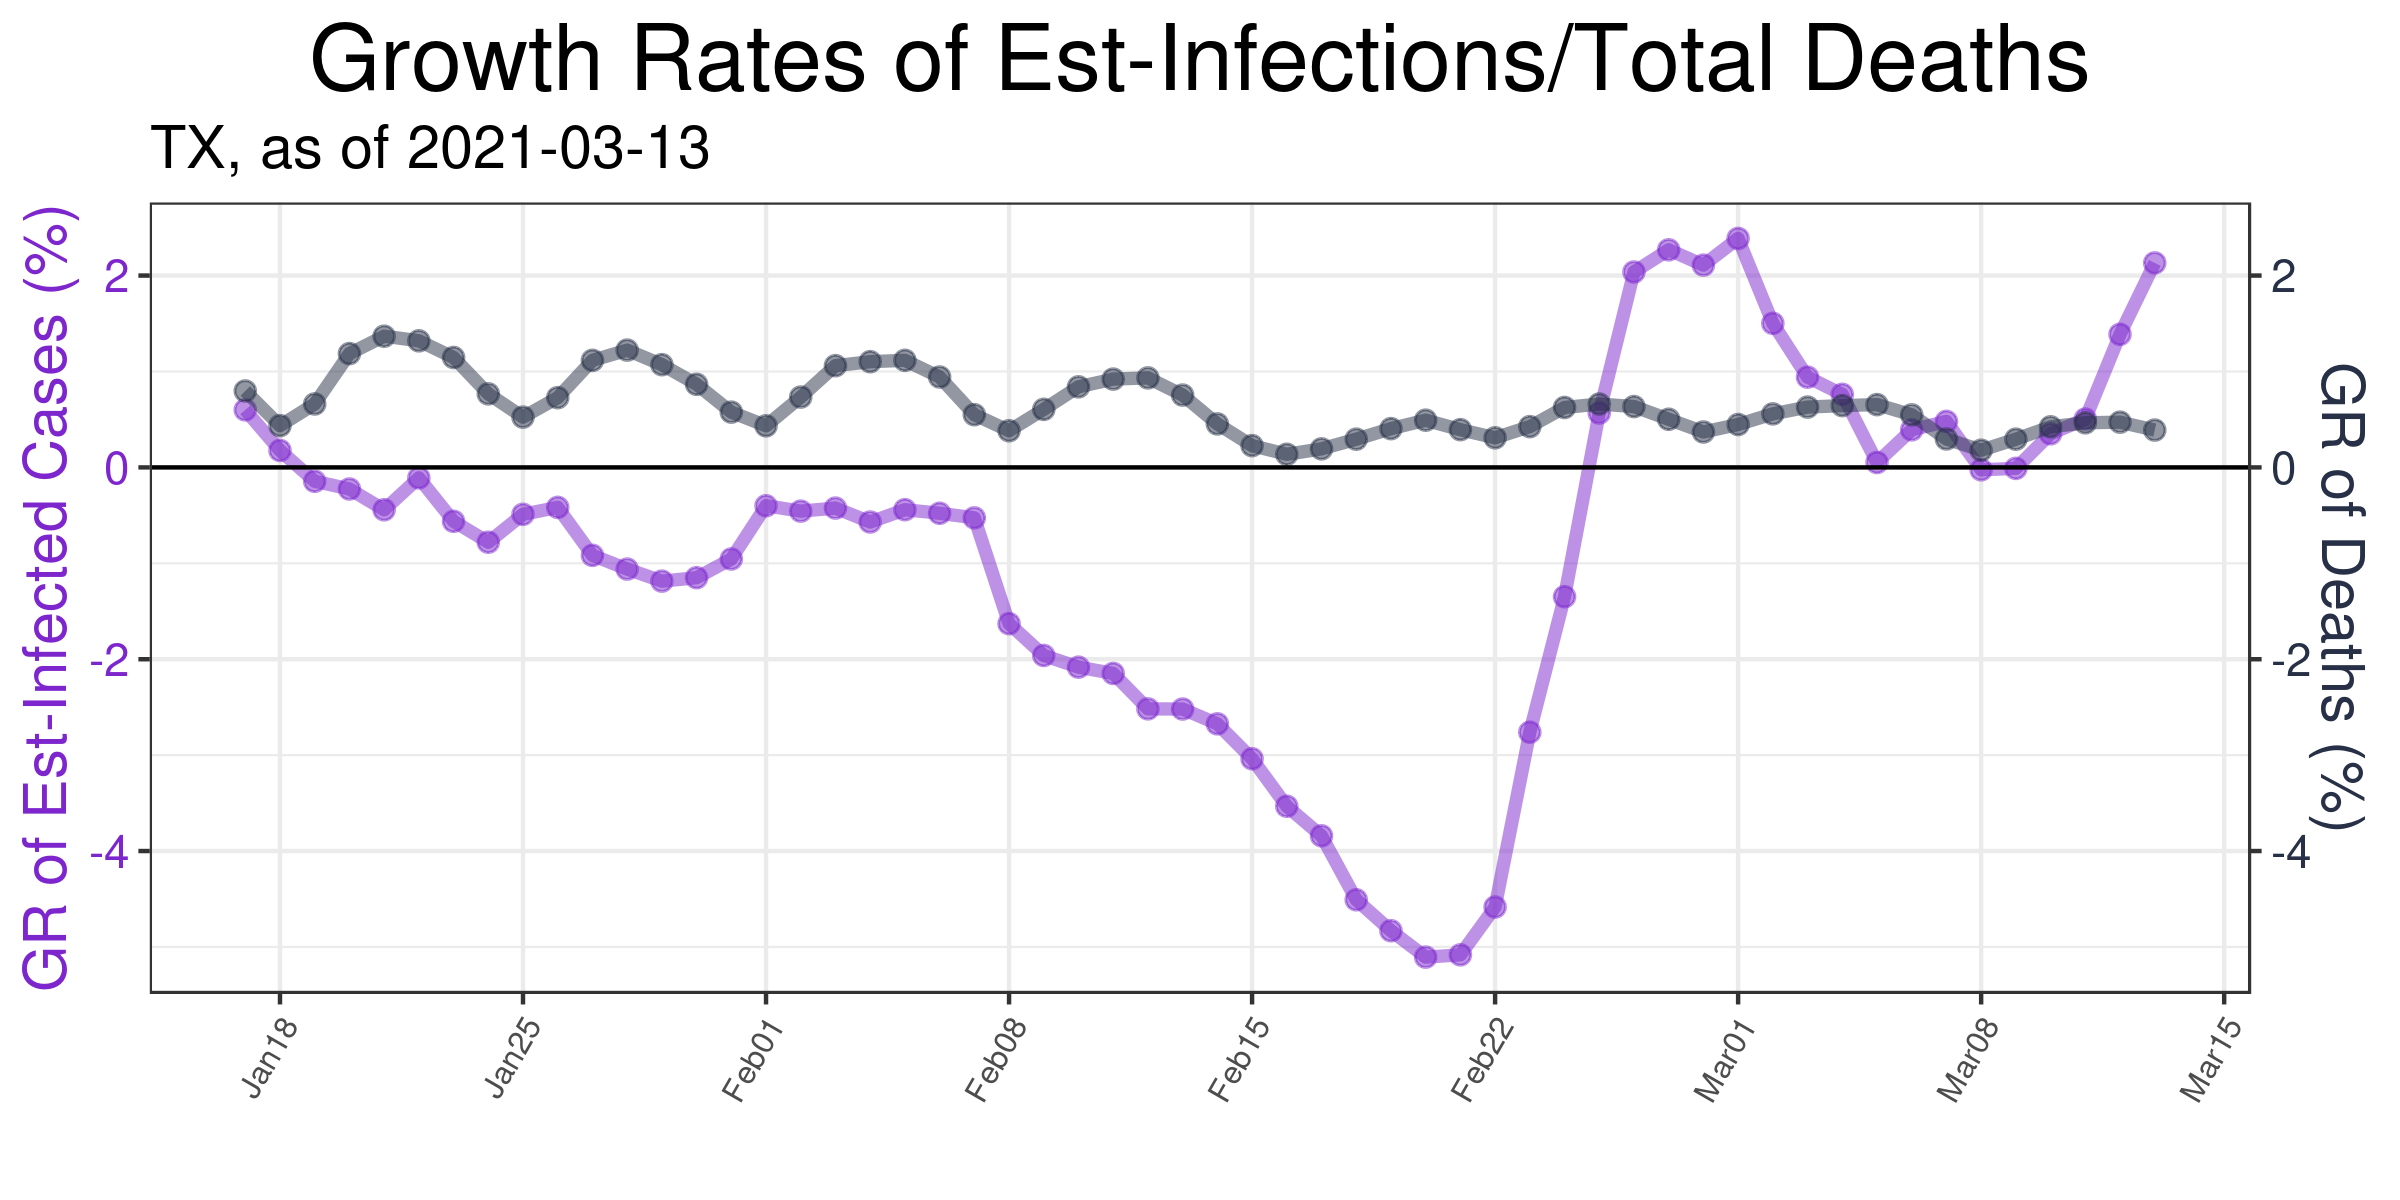 Growth Rates of Est-Infections/Total Deaths
TX, as of 2021-03-13
GR of Est-Infected Cases (%)
2
0
-2
-4
2
0
-2
-4
GR of Deaths (%)
Jan18
Jan25
Feb01
Feb08
Feb15
Feb22
Mar01
Mar08
Mar15